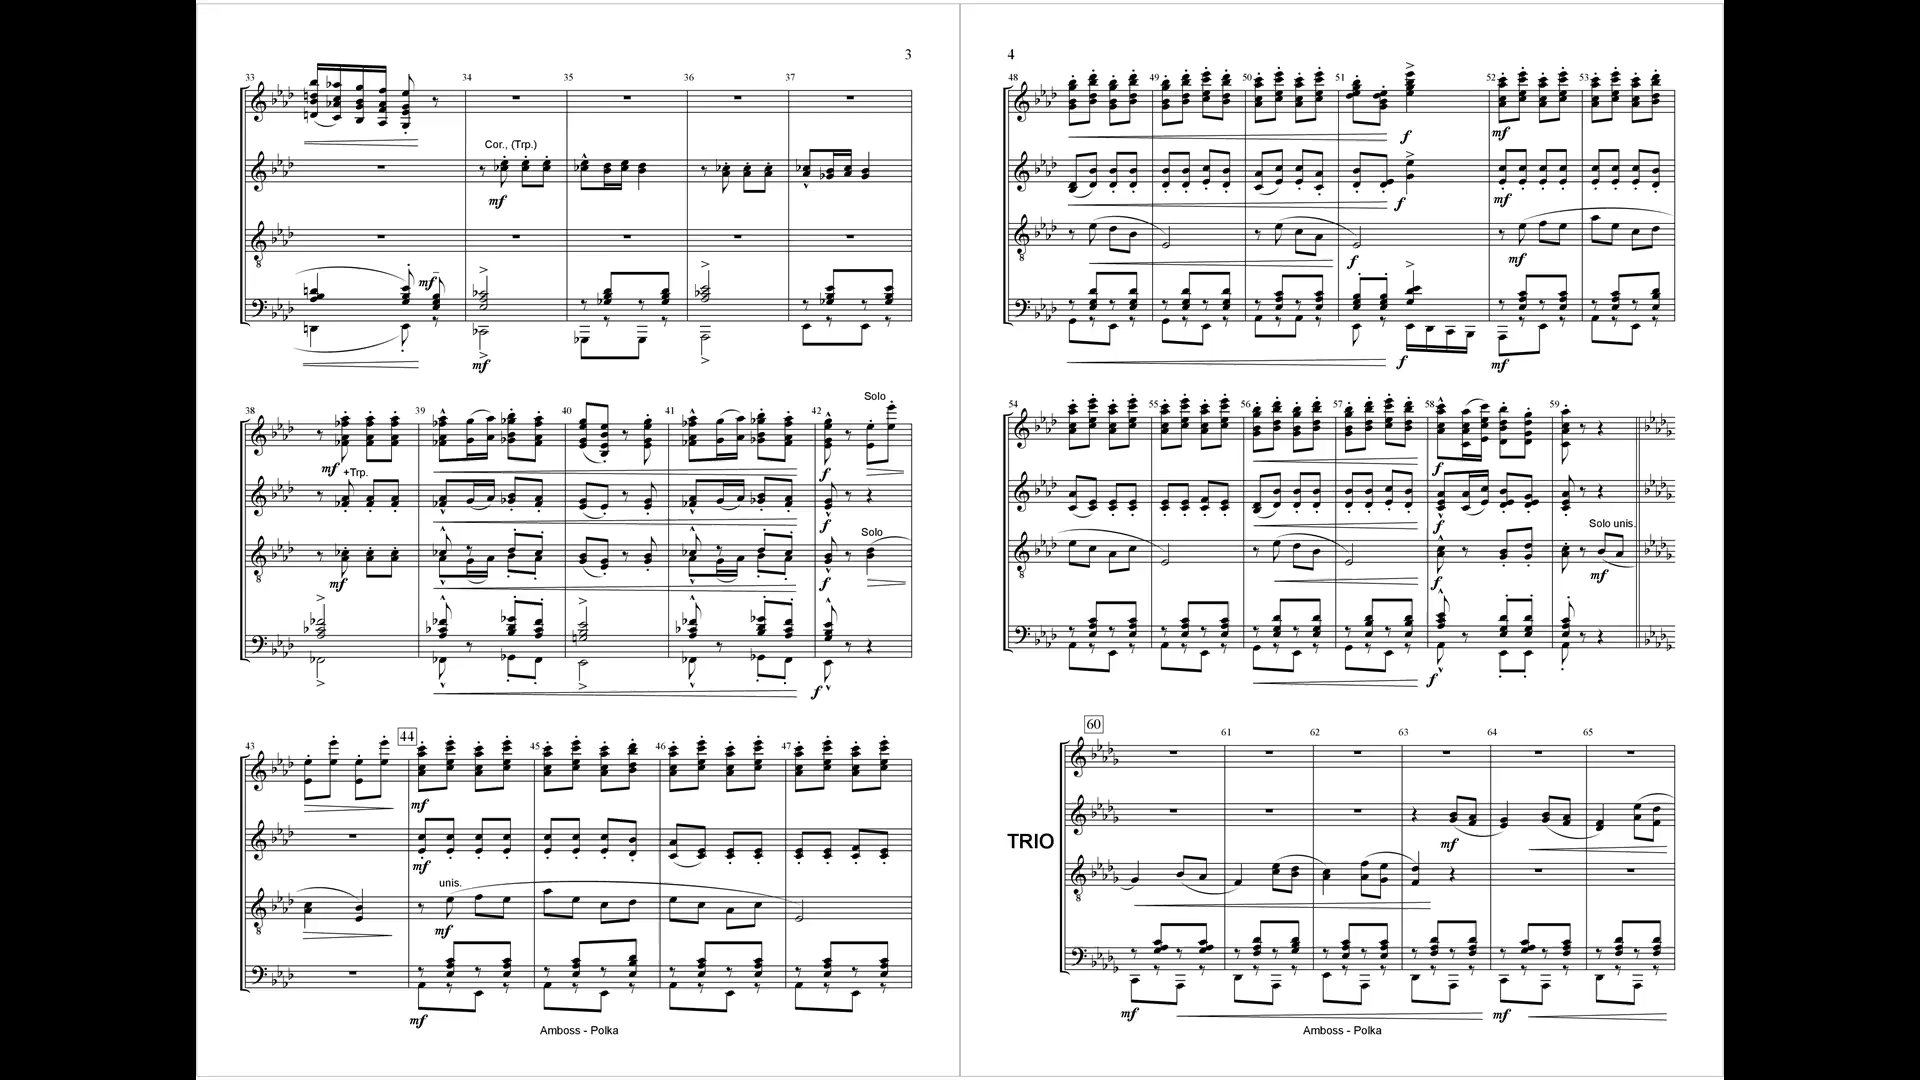 3
33 34 35 36 37
Cor., (Trp.)
mf
mf
mf
38 39 40 41 42
Solo
mf
+Trp.
f
f
Solo
mf
f
f
43 44 45 46 47
mf
mf
unis.
mf
mf
Amboss - Polka
4
48 49 50 51 52 53
f mf
f mf
f mf
f mf
54 55 56 57 58 59
f
f
Solo unis.
f mf
f
60 61 62 63 64 65
TRIO
mf
mf mf
Amboss - Polka